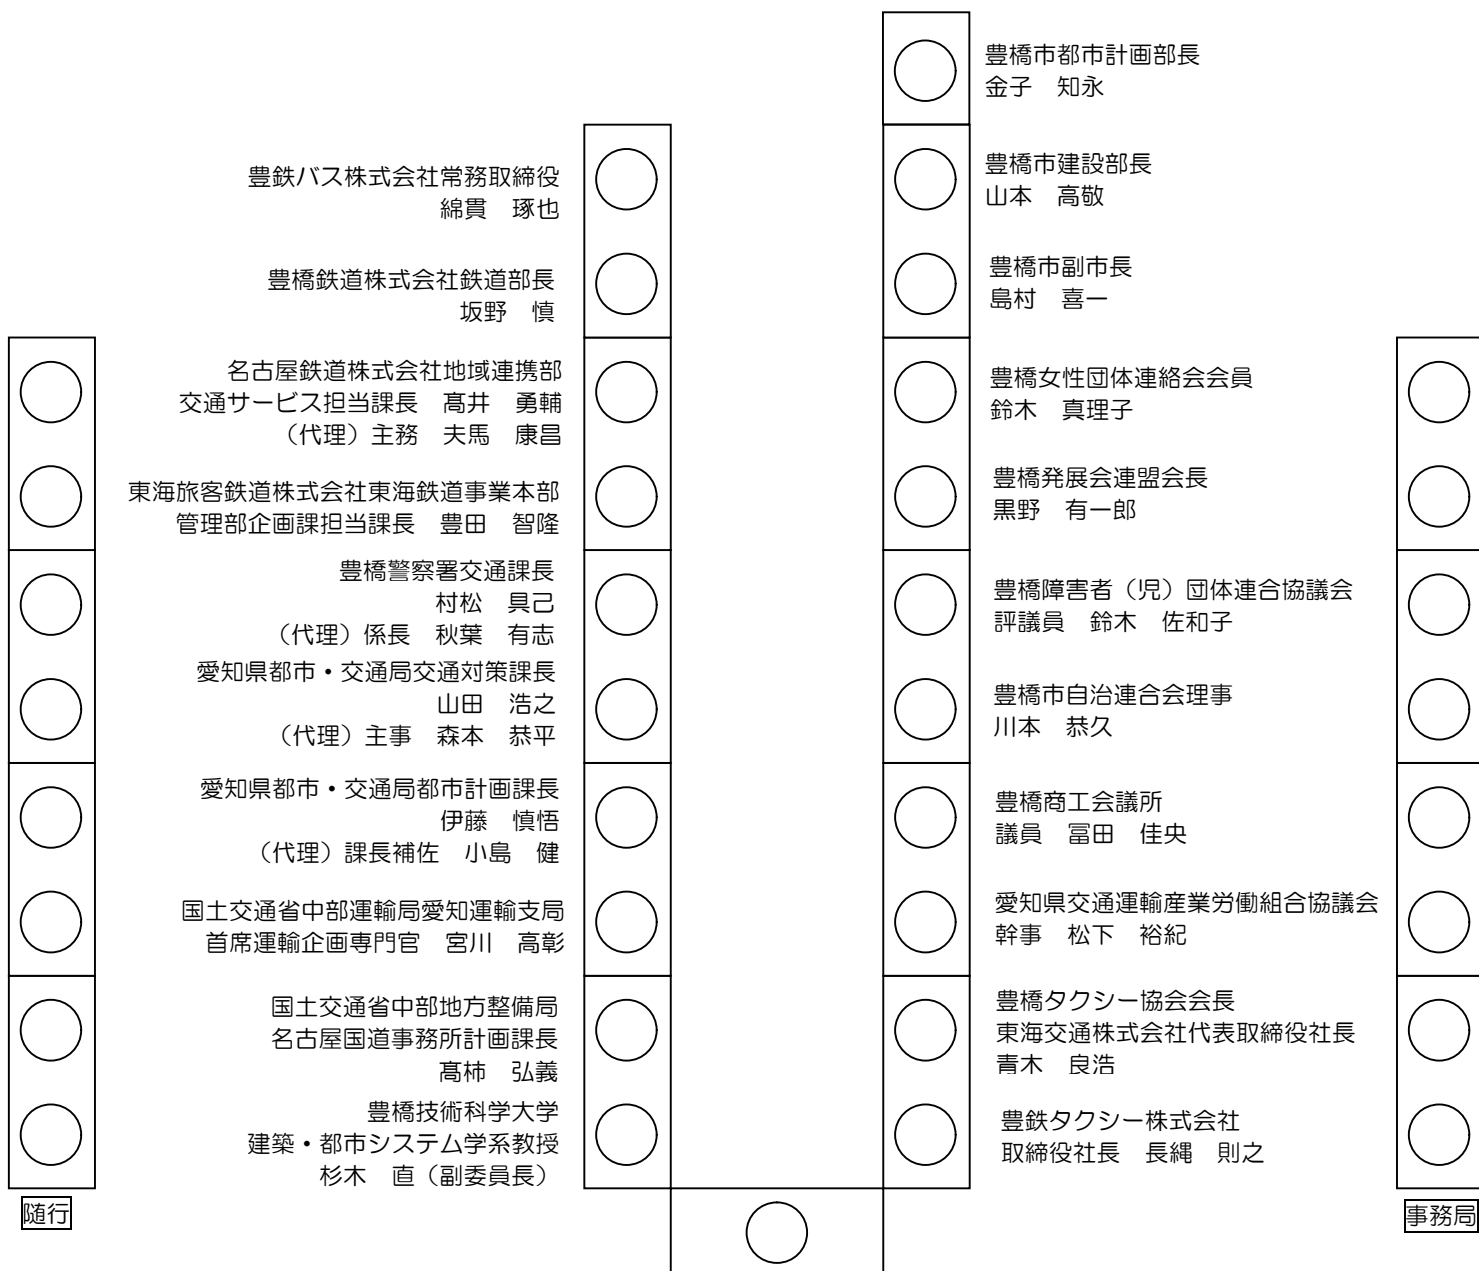 豊橋市都市計画部長
金子　知永
豊鉄バス株式会社常務取締役
綿貫　琢也
豊橋市建設部長
山本　高敬
豊橋鉄道株式会社鉄道部長
坂野　慎
豊橋市副市長
島村　喜一
名古屋鉄道株式会社地域連携部
交通サービス担当課長　髙井　勇輔
（代理）主務　夫馬　康昌
豊橋女性団体連絡会会員
鈴木　真理子
東海旅客鉄道株式会社東海鉄道事業本部
管理部企画課担当課長　豊田　智隆
豊橋発展会連盟会長
黒野　有一郎
豊橋警察署交通課長
村松　具己
（代理）係長　秋葉　有志
豊橋障害者（児）団体連合協議会
評議員　鈴木　佐和子
愛知県都市・交通局交通対策課長
山田　浩之
（代理）主事　森本　恭平
豊橋市自治連合会理事
川本　恭久
愛知県都市・交通局都市計画課長
伊藤　慎悟
（代理）課長補佐　小島　健
豊橋商工会議所
議員　冨田　佳央
国土交通省中部運輸局愛知運輸支局
首席運輸企画専門官　宮川　高彰
愛知県交通運輸産業労働組合協議会
幹事　松下　裕紀
国土交通省中部地方整備局
名古屋国道事務所計画課長
髙柿　弘義
豊橋タクシー協会会長
東海交通株式会社代表取締役社長
青木　良浩
豊橋技術科学大学
建築・都市システム学系教授
杉木　直（副委員長）
豊鉄タクシー株式会社
取締役社長　長縄　則之
随行
事務局